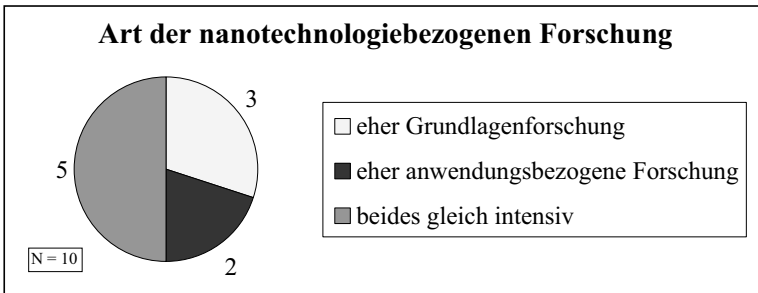 Art der nanotechnologiebezogenen Forschung
3
5
2
N = 10
eher Grundlagenforschung
eher anwendungsbezogene Forschung
beides gleich intensiv